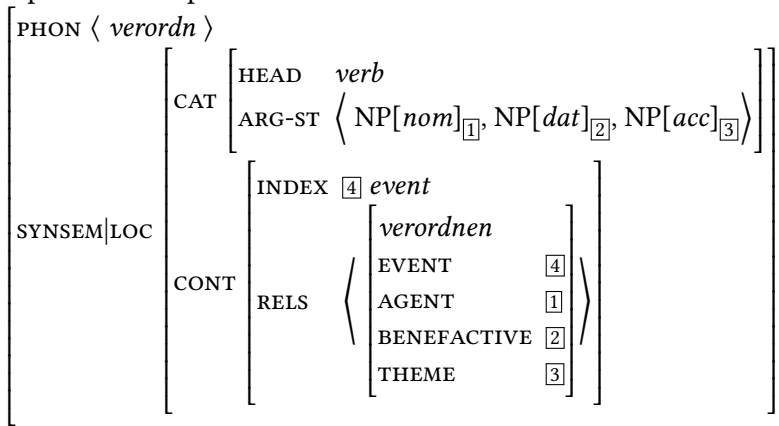 PHON ⟨ verordn ⟩
HEAD verb
CAT
ARG-ST ⟨ NP[nom]1, NP[dat]2, NP[acc]3 ⟩
INDEX 4 event
SYNSEM|LOC
verordnen
EVENT 4
CONT
RELS
AGENT 1
BENEFACTIVE 2
THEME 3